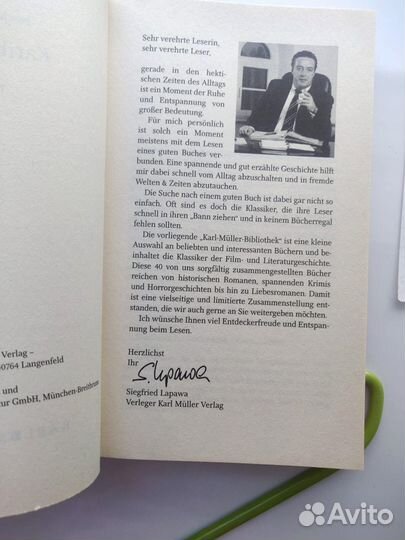 Sehr verehrte Leserin,
sehr verehrte Leser,
gerade in den hekti-
schen Zeiten des Alltags
ist ein Moment der Ruhe
und Entspannung von
großer Bedeutung.
Für mich persönlich
ist solch ein Moment
meistens mit dem Lesen
eines guten Buches ver-
bunden. Eine spannende und gut erzählte Geschichte hilft
mir dabei schnell vom Alltag abzuschalten und in fremde
Welten & Zeiten abzutauchen.
Die Suche nach einem guten Buch ist dabei gar nicht so
einfach. Oft sind es doch die Klassiker, die ihre Leser
schnell in ihren „Bann ziehen“ und in keinem Bücherregal
fehlen sollten.
Die vorliegende „Karl-Müller-Bibliothek“ ist eine kleine
Auswahl an beliebten und interessanten Büchern und be-
inhaltet die Klassiker der Film- und Literaturgeschichte.
Diese 40 von uns sorgfältig zusammengestellten Bücher
reichen von historischen Romanen, spannenden Krimis
und Horrorgeschichten bis hin zu Liebesromanen. Damit
ist eine vielseitige und limitierte Zusammenstellung ent-
standen, die wir auch gerne an Sie weitergeben möchten.
Ich wünsche Ihnen viel Entdeckerfreude und Entspan-
nung beim Lesen.
Herzlichst
Ihr
S. Lapawa
Siegfried Lapawa
Verleger Karl Müller Verlag
Verlag –
0764 Langenfeld
und
ur GmbH, München-Breitbrunn
Avito